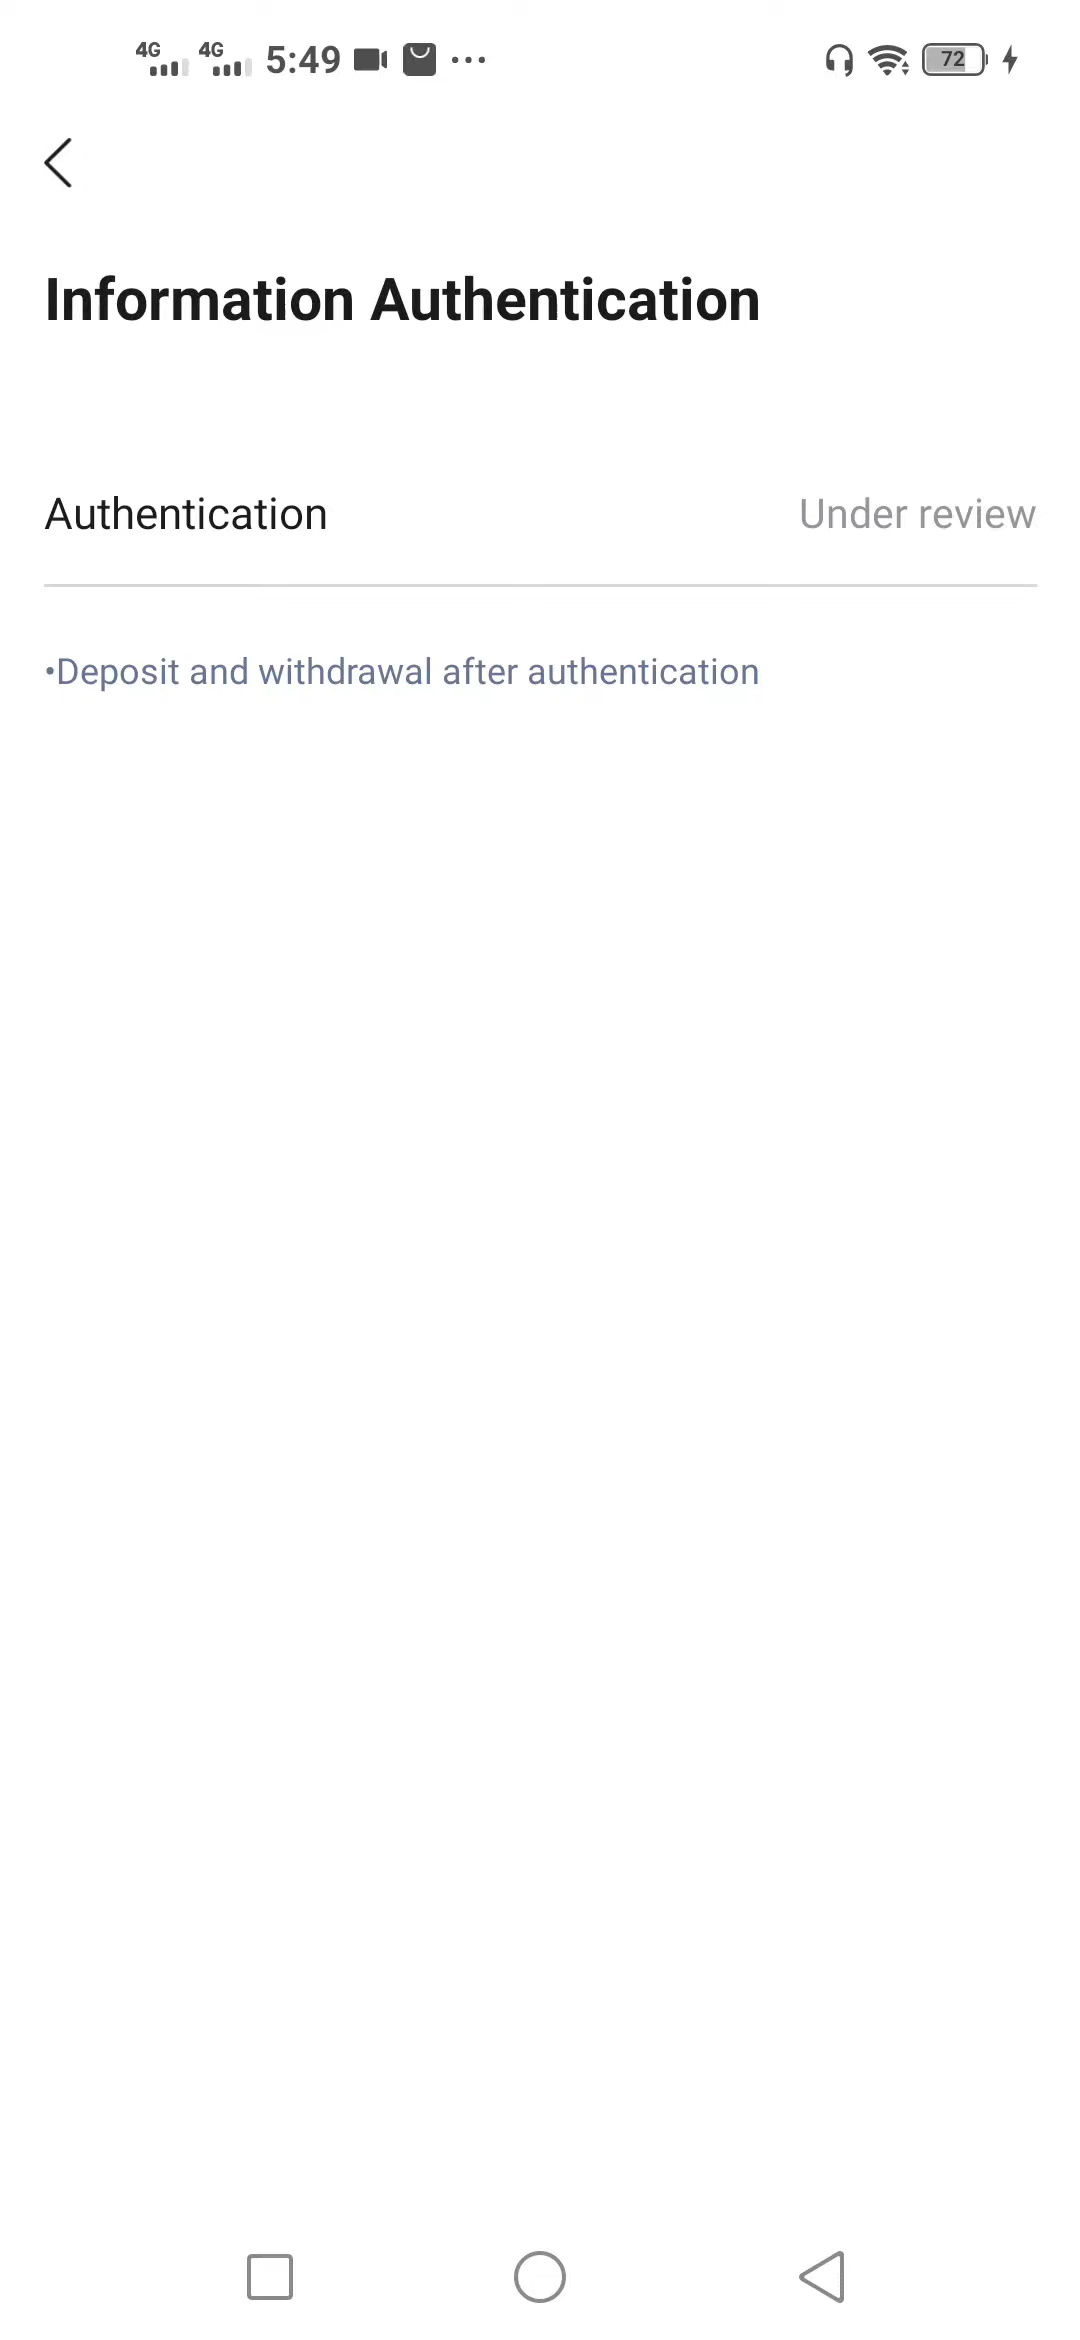 4G 4G 5:49 ... 72
Information Authentication
Authentication Under review
•Deposit and withdrawal after authentication